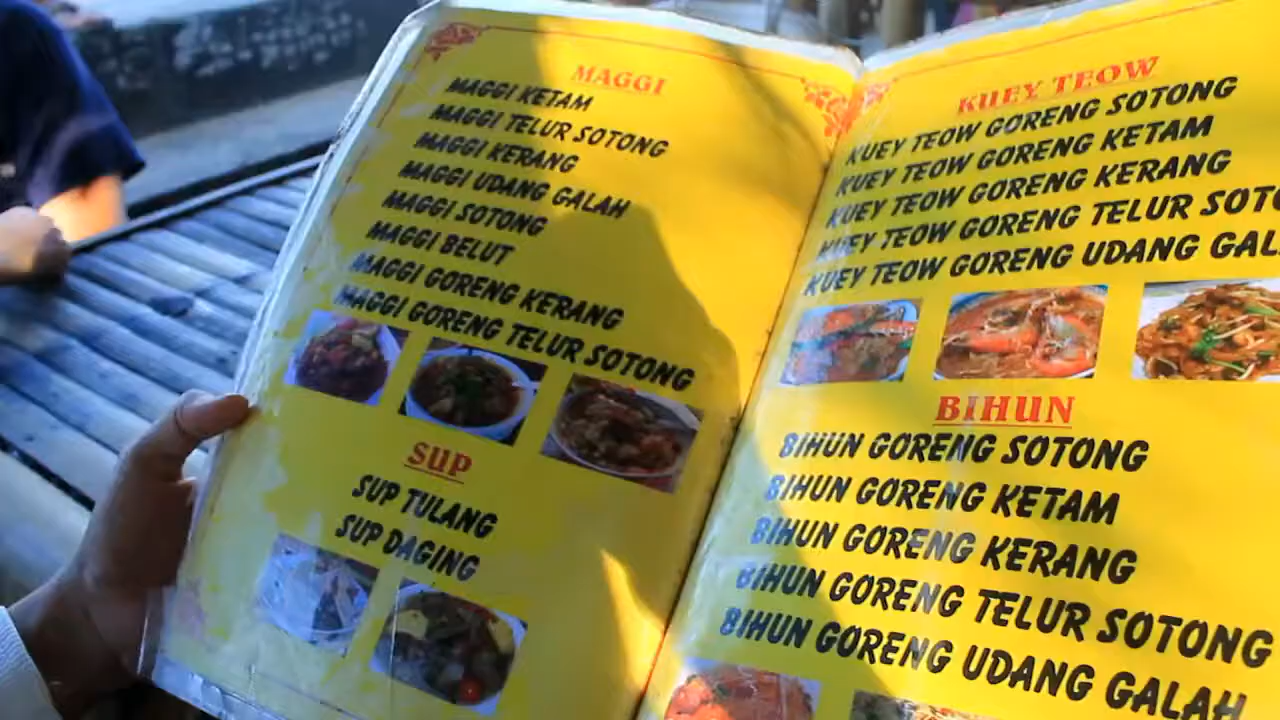 MAGGI
MAGGI KETAM
MAGGI TELUR SOTONG
MAGGI KERANG
MAGGI UDANG GALAH
MAGGI SOTONG
MAGGI BELUT
MAGGI GORENG KERANG
MAGGI GORENG TELUR SOTONG
SUP
SUP TULANG
SUP DAGING
KUEY TEOW
KUEY TEOW GORENG SOTONG
KUEY TEOW GORENG KETAM
KUEY TEOW GORENG KERANG
KUEY TEOW GORENG TELUR SOTO
KUEY TEOW GORENG UDANG GAL
BIHUN
BIHUN GORENG SOTONG
BIHUN GORENG KETAM
BIHUN GORENG KERANG
BIHUN GORENG TELUR SOTONG
BIHUN GORENG UDANG GALAH